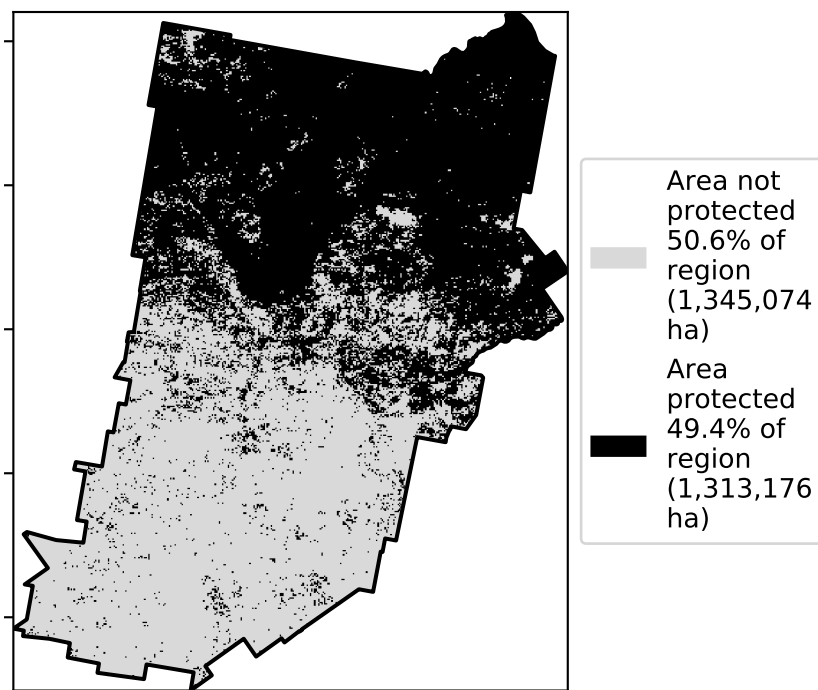 Area not
protected
50.6% of
region
(1,345,074
ha)
Area
protected
49.4% of
region
(1,313,176
ha)